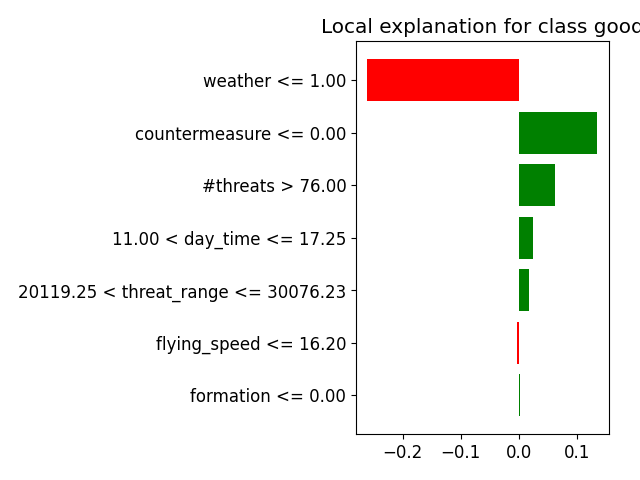 Local explanation for class good
weather <= 1.00
countermeasure <= 0.00
#threats > 76.00
11.00 < day_time <= 17.25
20119.25 < threat_range <= 30076.23
flying_speed <= 16.20
formation <= 0.00
−0.2 −0.1 0.0 0.1